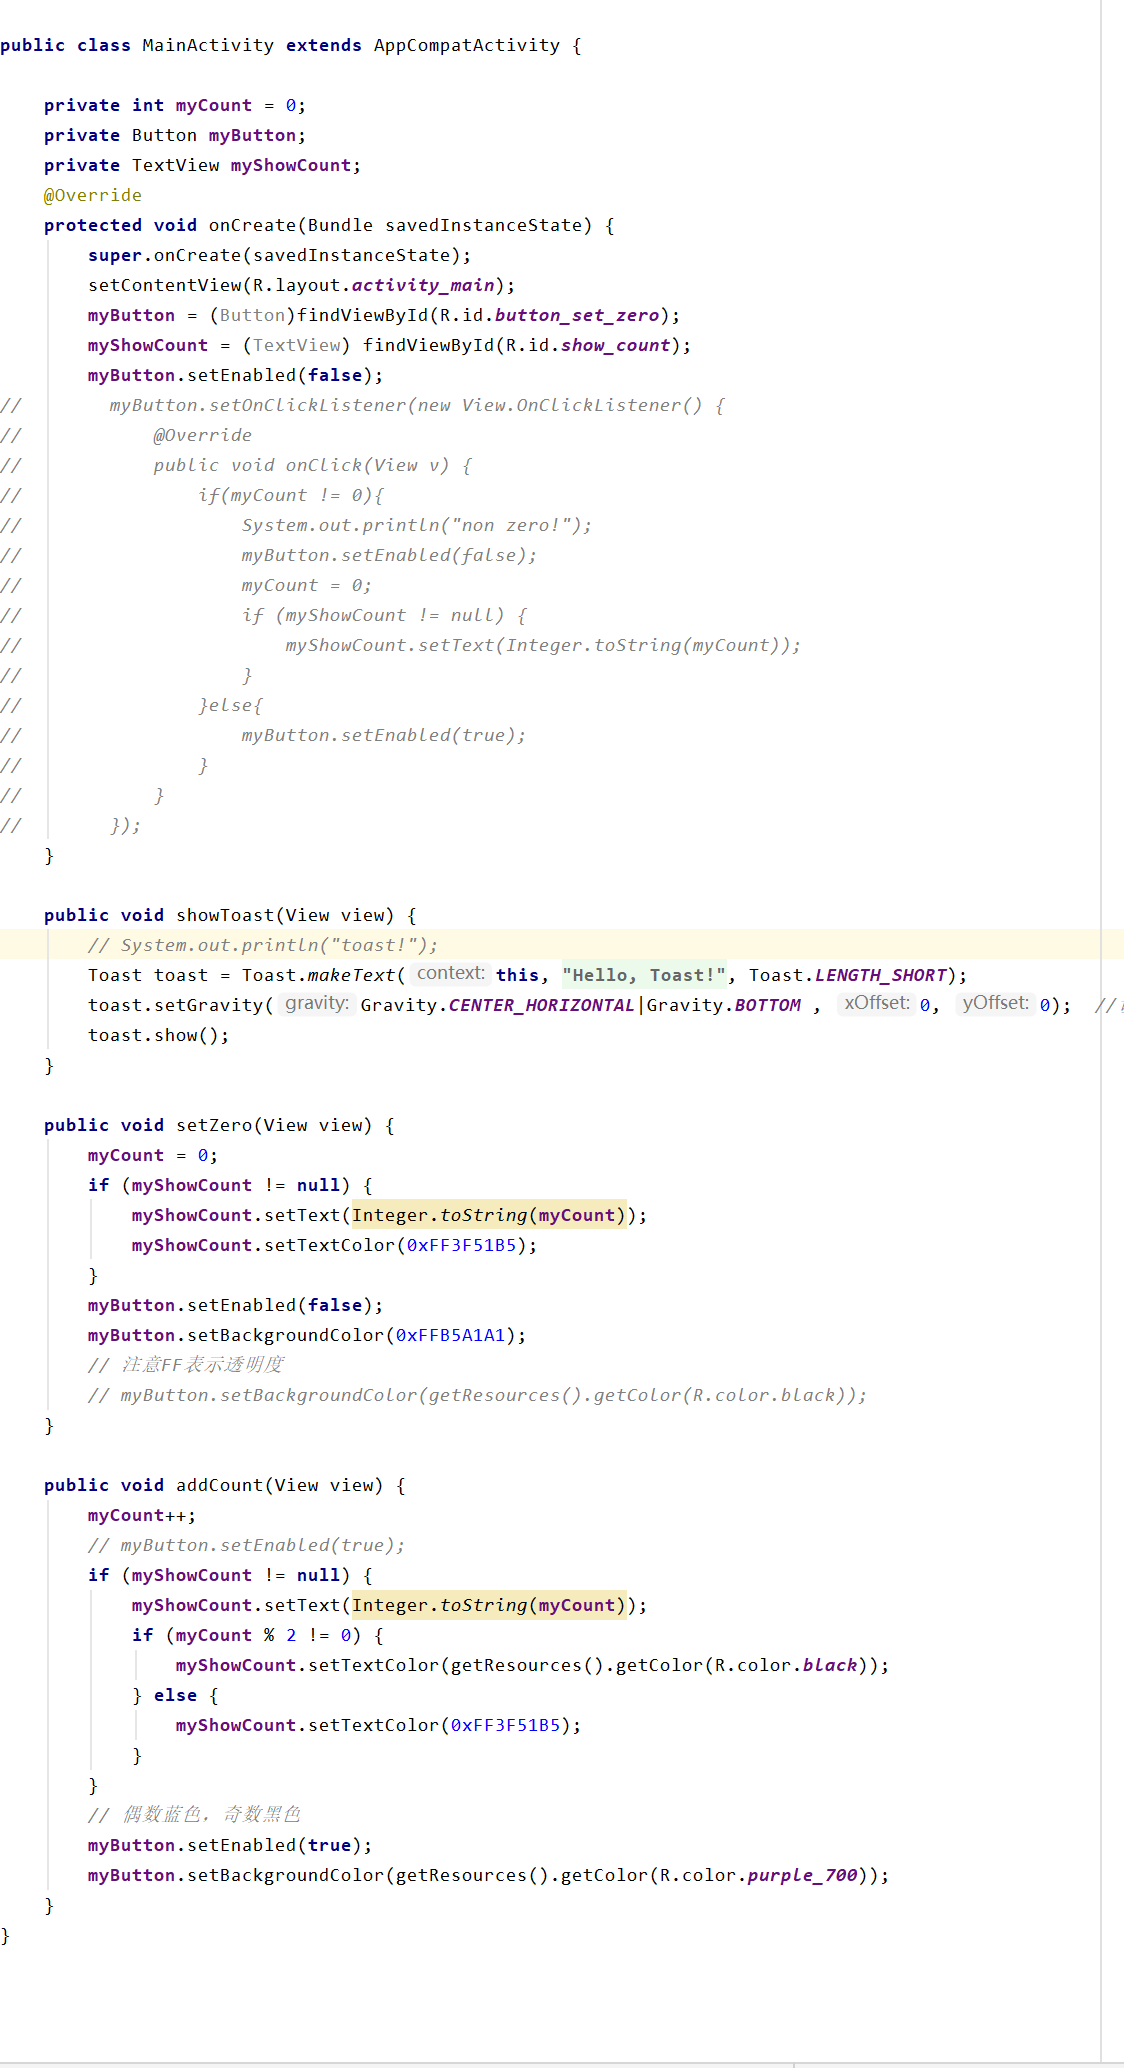 public class MainActivity extends AppCompatActivity {
private int myCount = 0;
private Button myButton;
private TextView myShowCount;
@Override
protected void onCreate(Bundle savedInstanceState) {
super.onCreate(savedInstanceState);
setContentView(R.layout.activity_main);
myButton = (Button)findViewById(R.id.button_set_zero);
myShowCount = (TextView) findViewById(R.id.show_count);
myButton.setEnabled(false);
// myButton.setOnClickListener(new View.OnClickListener() {
// @Override
// public void onClick(View v) {
// if(myCount != 0){
// System.out.println("non zero!");
// myButton.setEnabled(false);
// myCount = 0;
// if (myShowCount != null) {
// myShowCount.setText(Integer.toString(myCount));
// }
// }else{
// myButton.setEnabled(true);
// }
// }
// });
}
public void showToast(View view) {
// System.out.println("toast!");
Toast toast = Toast.makeText( context: this, "Hello, Toast!", Toast.LENGTH_SHORT);
toast.setGravity( gravity: Gravity.CENTER_HORIZONTAL|Gravity.BOTTOM , xOffset: 0, yOffset: 0); //
toast.show();
}
public void setZero(View view) {
myCount = 0;
if (myShowCount != null) {
myShowCount.setText(Integer.toString(myCount));
myShowCount.setTextColor(0xFF3F51B5);
}
myButton.setEnabled(false);
myButton.setBackgroundColor(0xFFB5A1A1);
// 注意FF表示透明度
// myButton.setBackgroundColor(getResources().getColor(R.color.black));
}
public void addCount(View view) {
myCount++;
// myButton.setEnabled(true);
if (myShowCount != null) {
myShowCount.setText(Integer.toString(myCount));
if (myCount % 2 != 0) {
myShowCount.setTextColor(getResources().getColor(R.color.black));
} else {
myShowCount.setTextColor(0xFF3F51B5);
}
}
// 偶数蓝色，奇数黑色
myButton.setEnabled(true);
myButton.setBackgroundColor(getResources().getColor(R.color.purple_700));
}
}